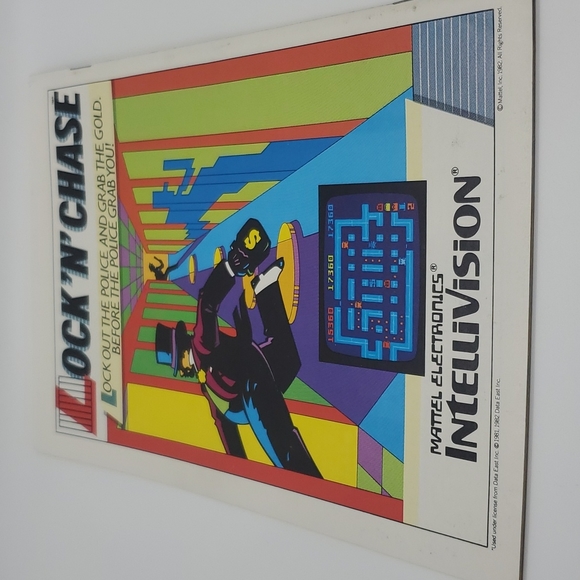 LOCK'N'CHASE
LOCK OUT THE POLICE AND GRAB THE GOLD.
BEFORE THE POLICE GRAB YOU!
$
15360 17360 17360
2 T
MATTEL ELECTRONICS®
INTELLIVISION®
*Used under license from Data East Inc. ©1981, 1982 Data East Inc.
©Mattel, Inc. 1982. All Rights Reserved.